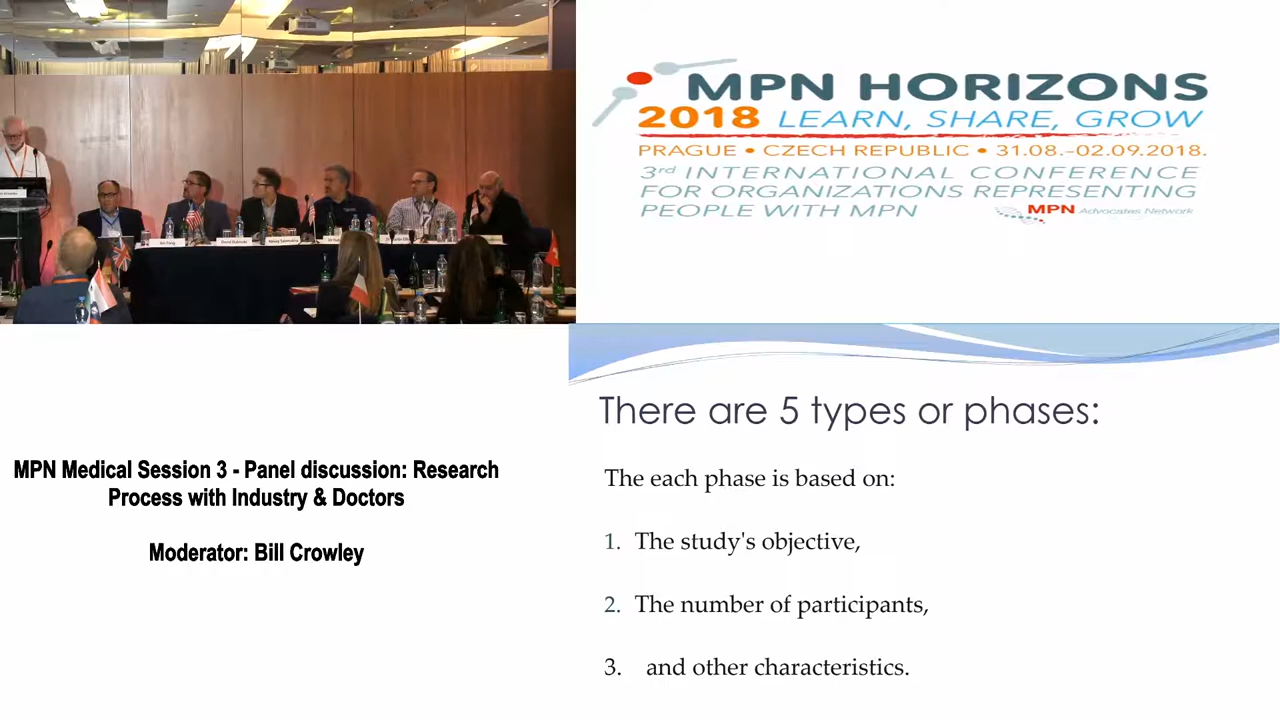 MPN HORIZONS
2018 LEARN, SHARE, GROW
PRAGUE • CZECH REPUBLIC • 31.08.-02.09.2018.
3rd INTERNATIONAL CONFERENCE
FOR ORGANIZATIONS REPRESENTING
PEOPLE WITH MPN
MPN Advocates Network
MPN Medical Session 3 - Panel discussion: Research
Process with Industry & Doctors
Moderator: Bill Crowley
There are 5 types or phases:
The each phase is based on:
1. The study's objective,
2. The number of participants,
3. and other characteristics.